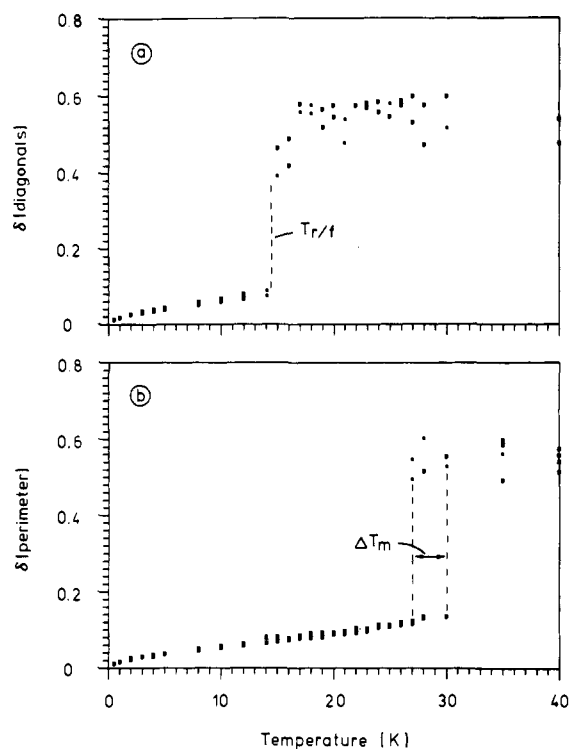 0.8
0.6
0.4
0.2
0
δ(diagonals)
a
Tr/f
0.8
0.6
0.4
0.2
0
δ(perimeter)
b
ΔTm
0
10
20
30
40
Temperature [K]